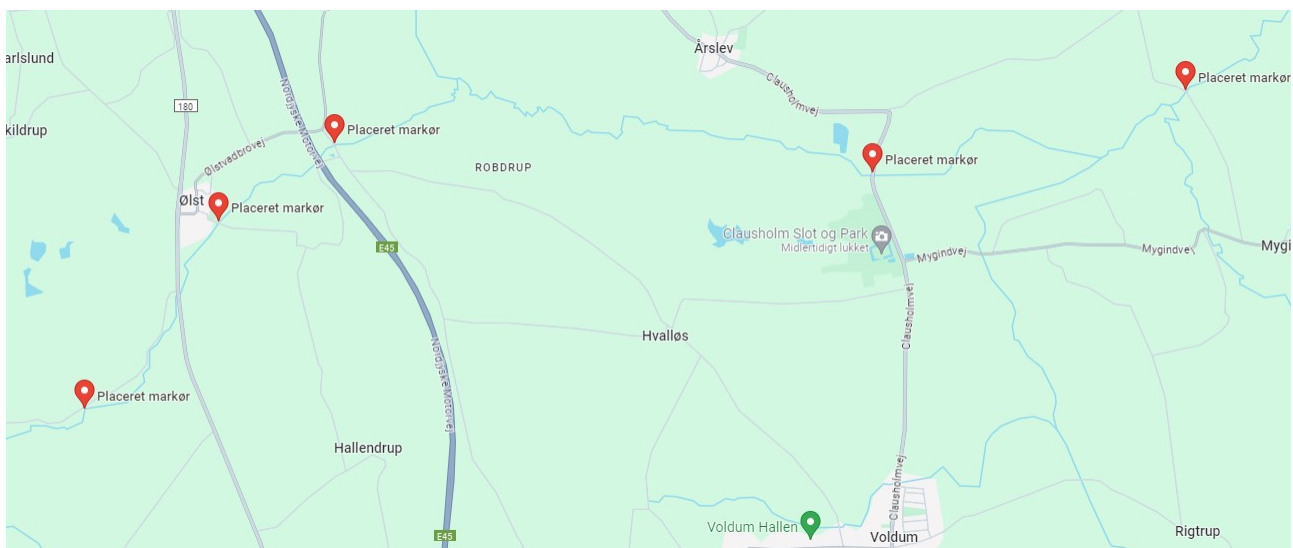 Årslev
arlslund
Clausholmvej
Placeret markør
180
Nordjyske Motorvej
kildrup
Placeret markør
Ølstvadbrovej
Placeret markør
ROBDRUP
Ølst
Placeret markør
Clausholm Slot og Park
Midlertidigt lukket
E45
Mygindvej
Mygindve
Mygi
Clausholmvej
Hvalløs
Nordjyske Motorvej
Placeret markør
Hallendrup
Clausholmvej
Voldum Hallen
Voldum
Rigtrup
E45